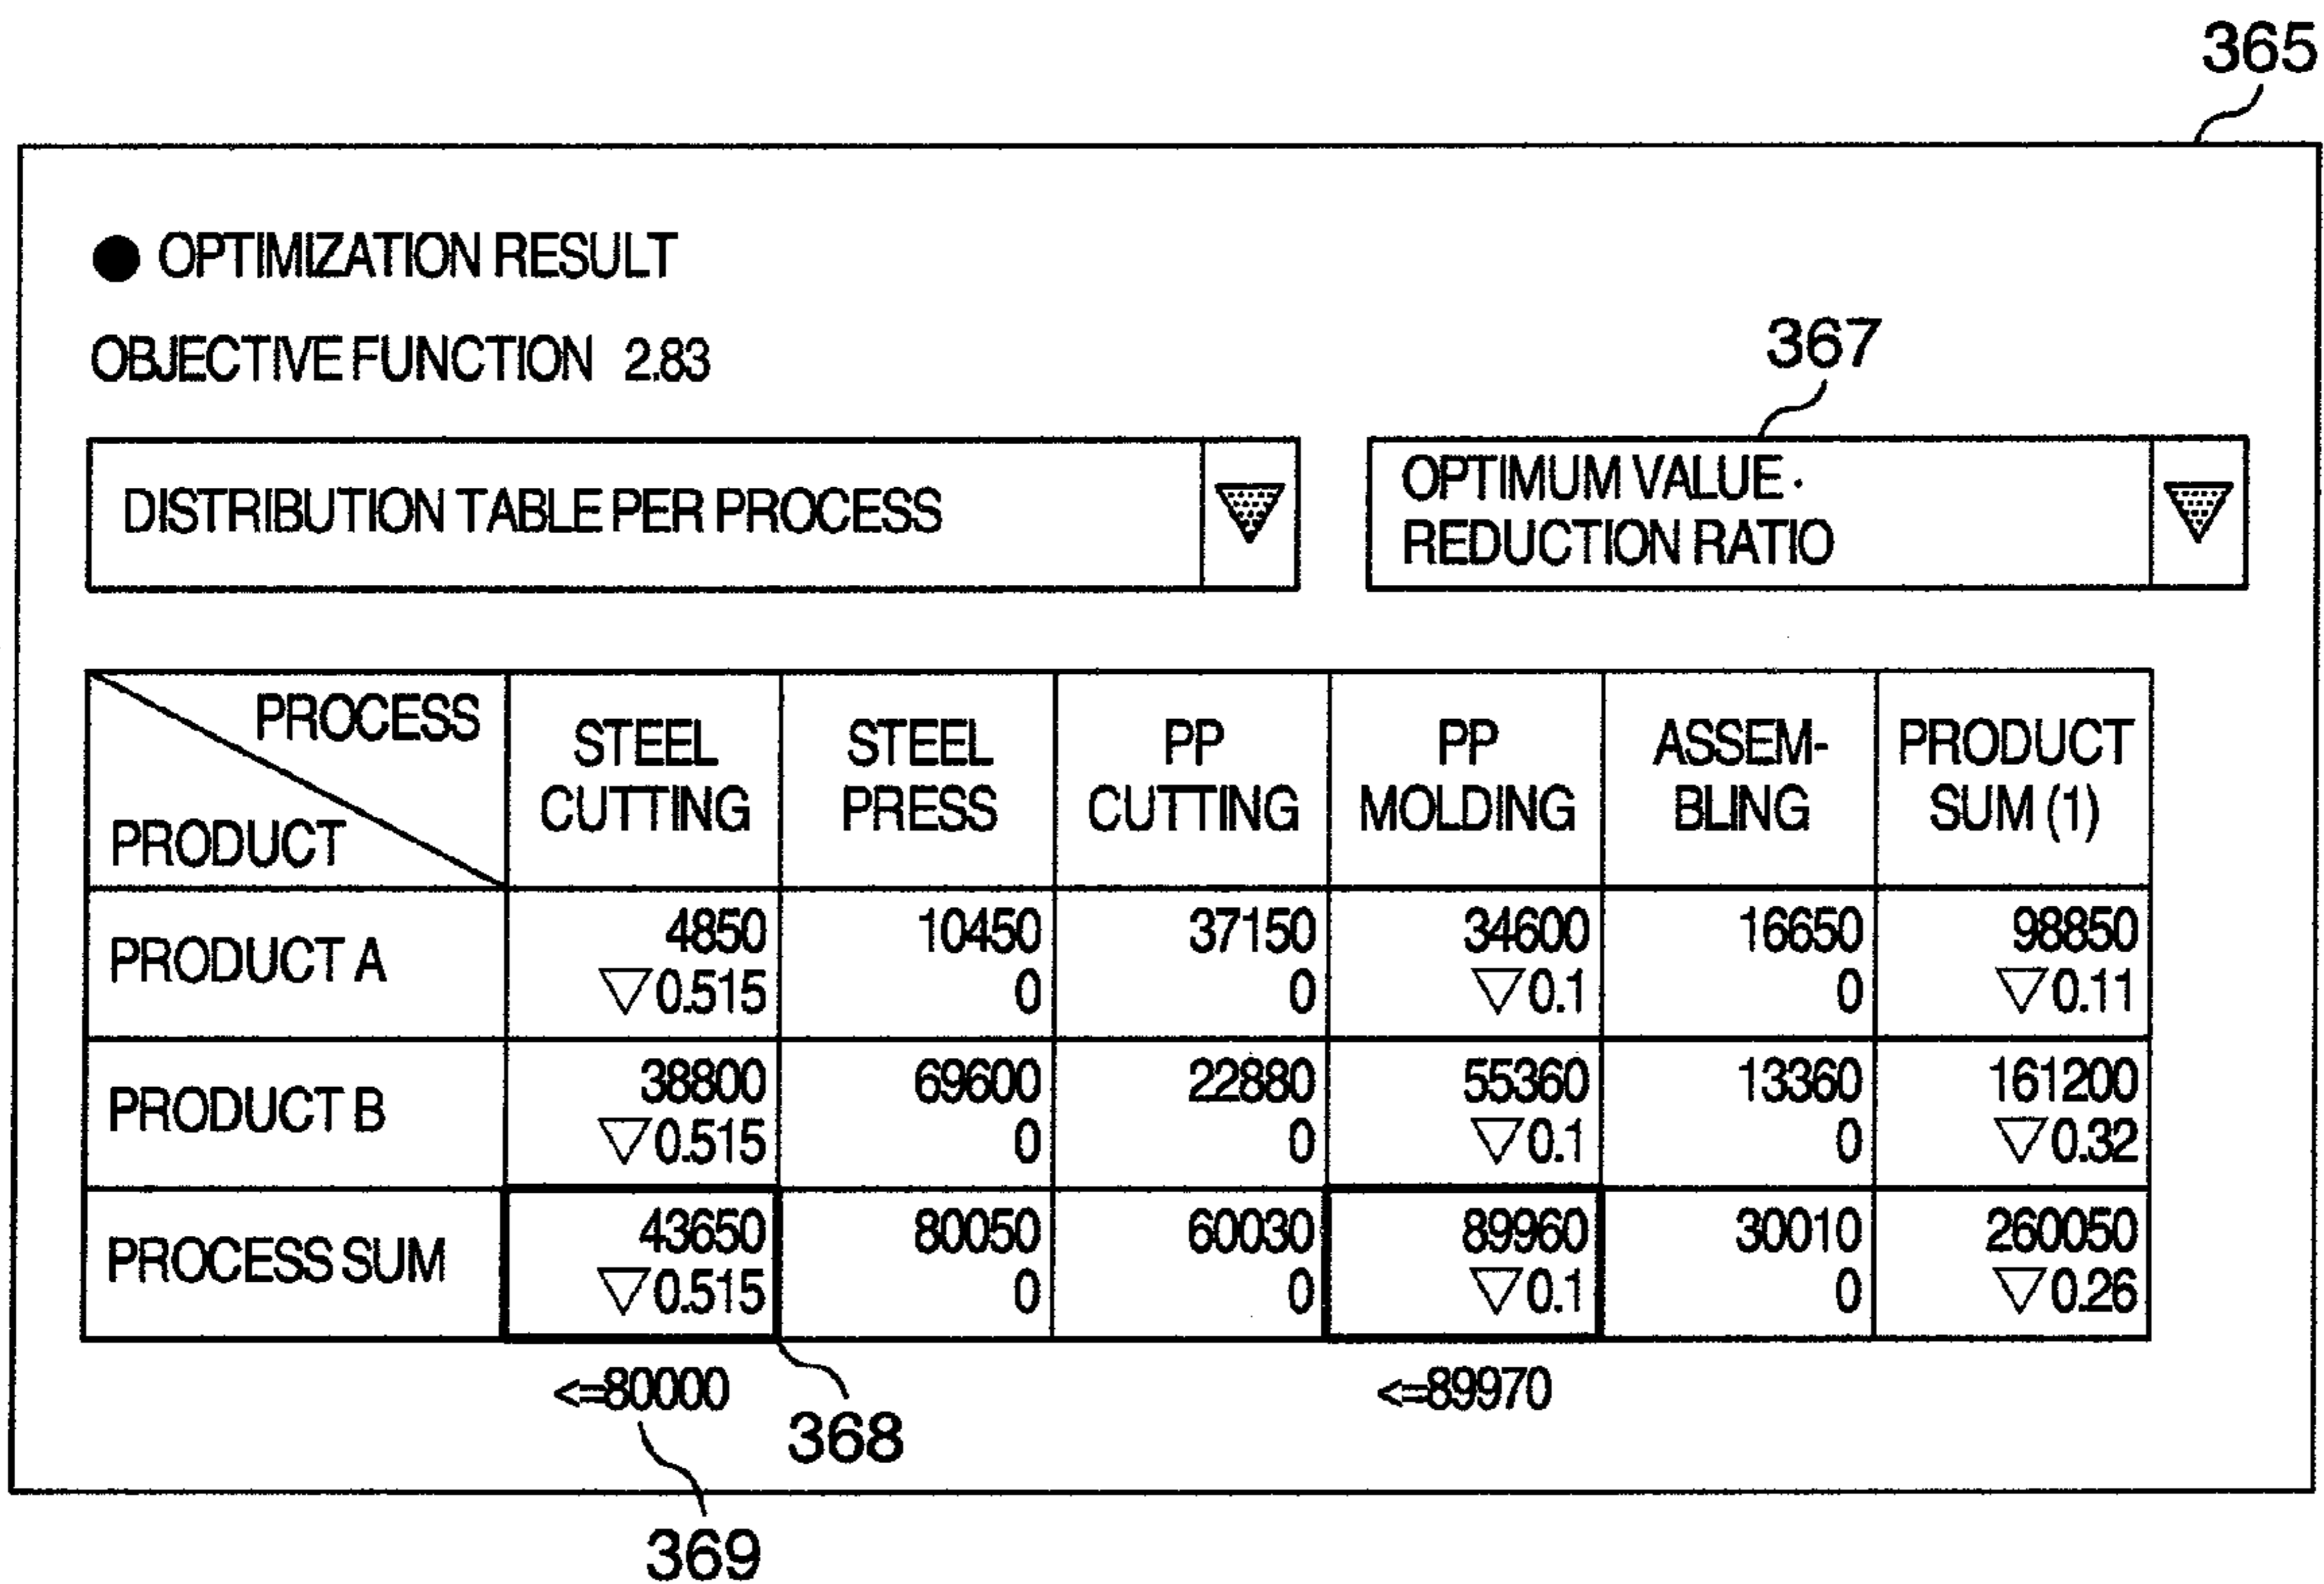 365
● OPTIMIZATION RESULT
OBJECTIVE FUNCTION 2.83
367
DISTRIBUTION TABLE PER PROCESS
OPTIMUM VALUE ·
REDUCTION RATIO
PROCESS
PRODUCT
STEEL
CUTTING
STEEL
PRESS
PP
CUTTING
PP
MOLDING
ASSEM-
BLING
PRODUCT
SUM (1)
PRODUCT A
4850
▽0.515
10450
0
37150
0
34600
▽0.1
16650
0
98850
▽0.11
PRODUCT B
38800
▽0.515
69600
0
22880
0
55360
▽0.1
13360
0
161200
▽0.32
PROCESS SUM
43650
▽0.515
80050
0
60030
0
89960
▽0.1
30010
0
260050
▽0.26
<=80000
<=89970
368
369